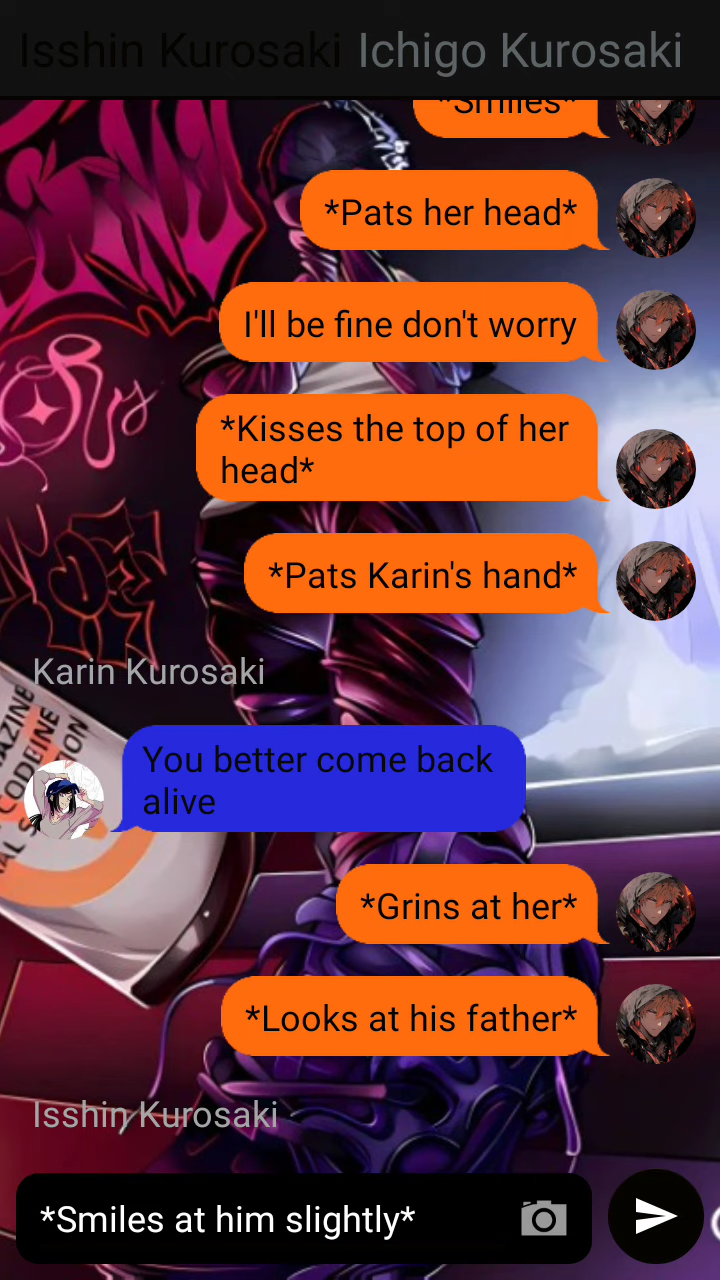 Isshin Kurosaki Ichigo Kurosaki
*Smiles*
*Pats her head*
I'll be fine don't worry
*Kisses the top of her
head*
*Pats Karin's hand*
Karin Kurosaki
You better come back
alive
*Grins at her*
*Looks at his father*
Isshin Kurosaki
*Smiles at him slightly*